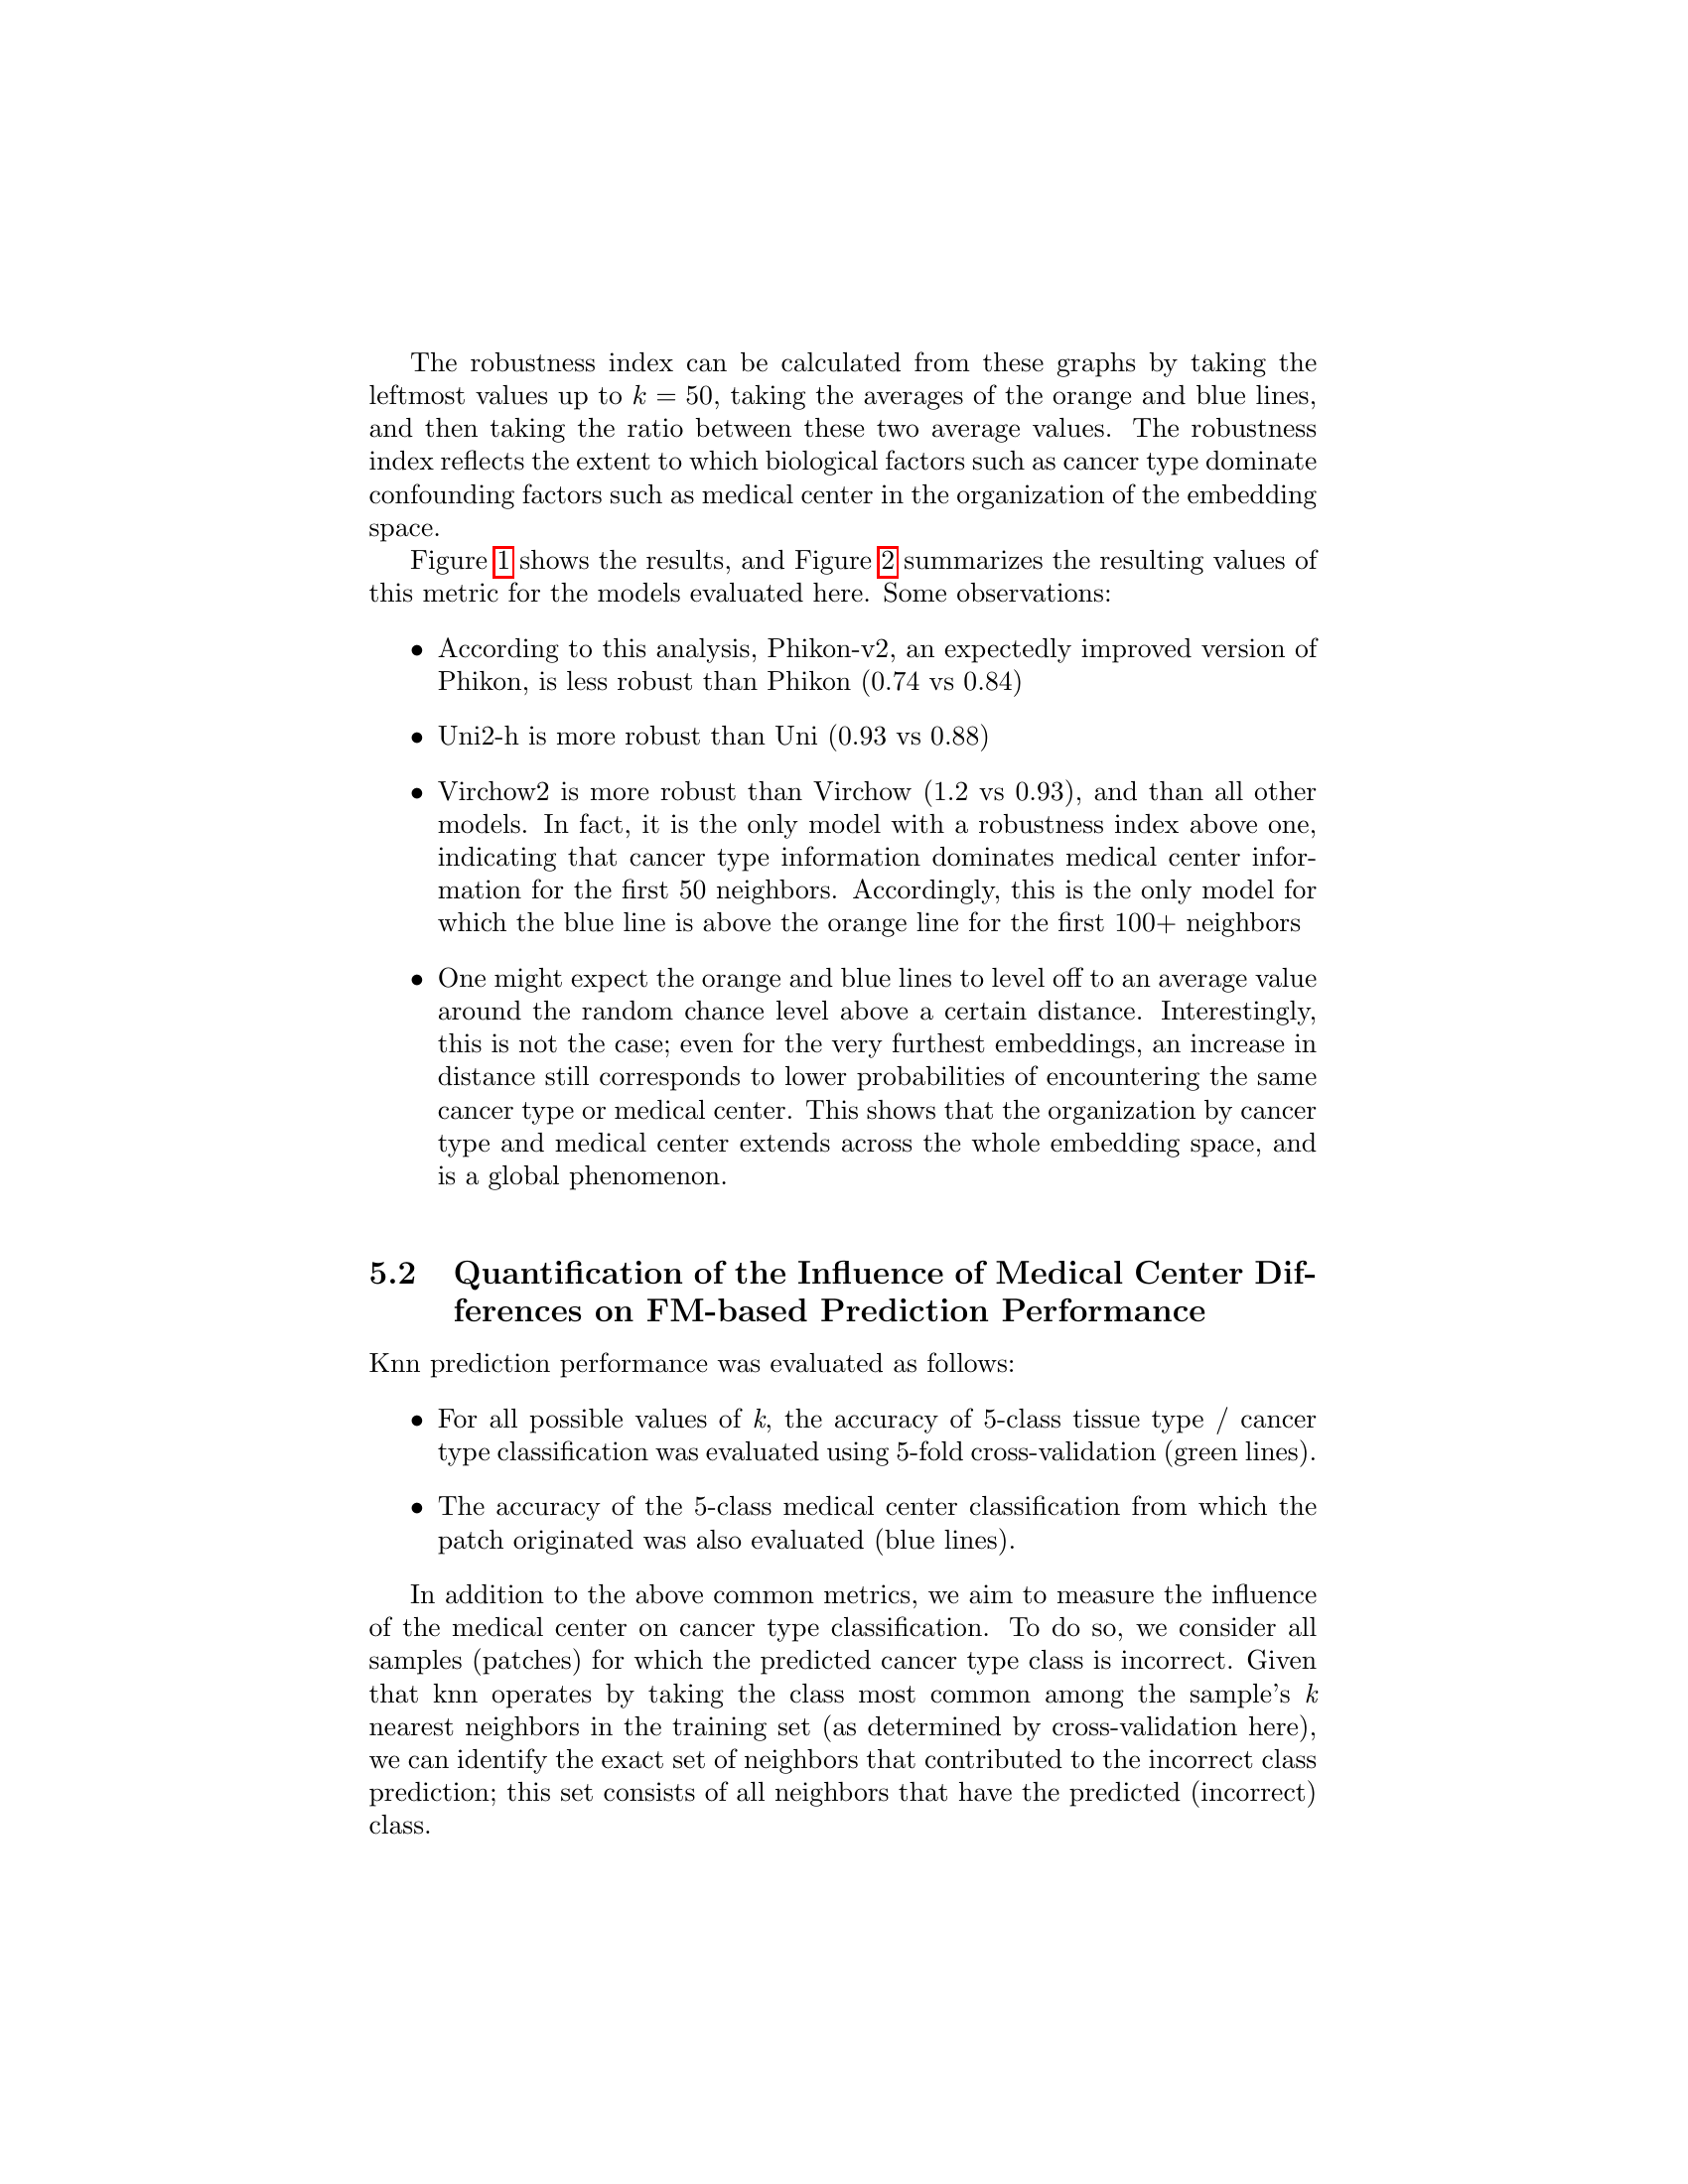 The robustness index can be calculated from these graphs by taking the
leftmost values up to k = 50, taking the averages of the orange and blue lines,
and then taking the ratio between these two average values. The robustness
index reflects the extent to which biological factors such as cancer type dominate
confounding factors such as medical center in the organization of the embedding
space.
Figure 1 shows the results, and Figure 2 summarizes the resulting values of
this metric for the models evaluated here. Some observations:
• According to this analysis, Phikon-v2, an expectedly improved version of
Phikon, is less robust than Phikon (0.74 vs 0.84)
• Uni2-h is more robust than Uni (0.93 vs 0.88)
• Virchow2 is more robust than Virchow (1.2 vs 0.93), and than all other
models. In fact, it is the only model with a robustness index above one,
indicating that cancer type information dominates medical center infor-
mation for the first 50 neighbors. Accordingly, this is the only model for
which the blue line is above the orange line for the first 100+ neighbors
• One might expect the orange and blue lines to level off to an average value
around the random chance level above a certain distance. Interestingly,
this is not the case; even for the very furthest embeddings, an increase in
distance still corresponds to lower probabilities of encountering the same
cancer type or medical center. This shows that the organization by cancer
type and medical center extends across the whole embedding space, and
is a global phenomenon.
5.2 Quantification of the Influence of Medical Center Dif-
ferences on FM-based Prediction Performance
Knn prediction performance was evaluated as follows:
• For all possible values of k, the accuracy of 5-class tissue type / cancer
type classification was evaluated using 5-fold cross-validation (green lines).
• The accuracy of the 5-class medical center classification from which the
patch originated was also evaluated (blue lines).
In addition to the above common metrics, we aim to measure the influence
of the medical center on cancer type classification. To do so, we consider all
samples (patches) for which the predicted cancer type class is incorrect. Given
that knn operates by taking the class most common among the sample's k
nearest neighbors in the training set (as determined by cross-validation here),
we can identify the exact set of neighbors that contributed to the incorrect class
prediction; this set consists of all neighbors that have the predicted (incorrect)
class.